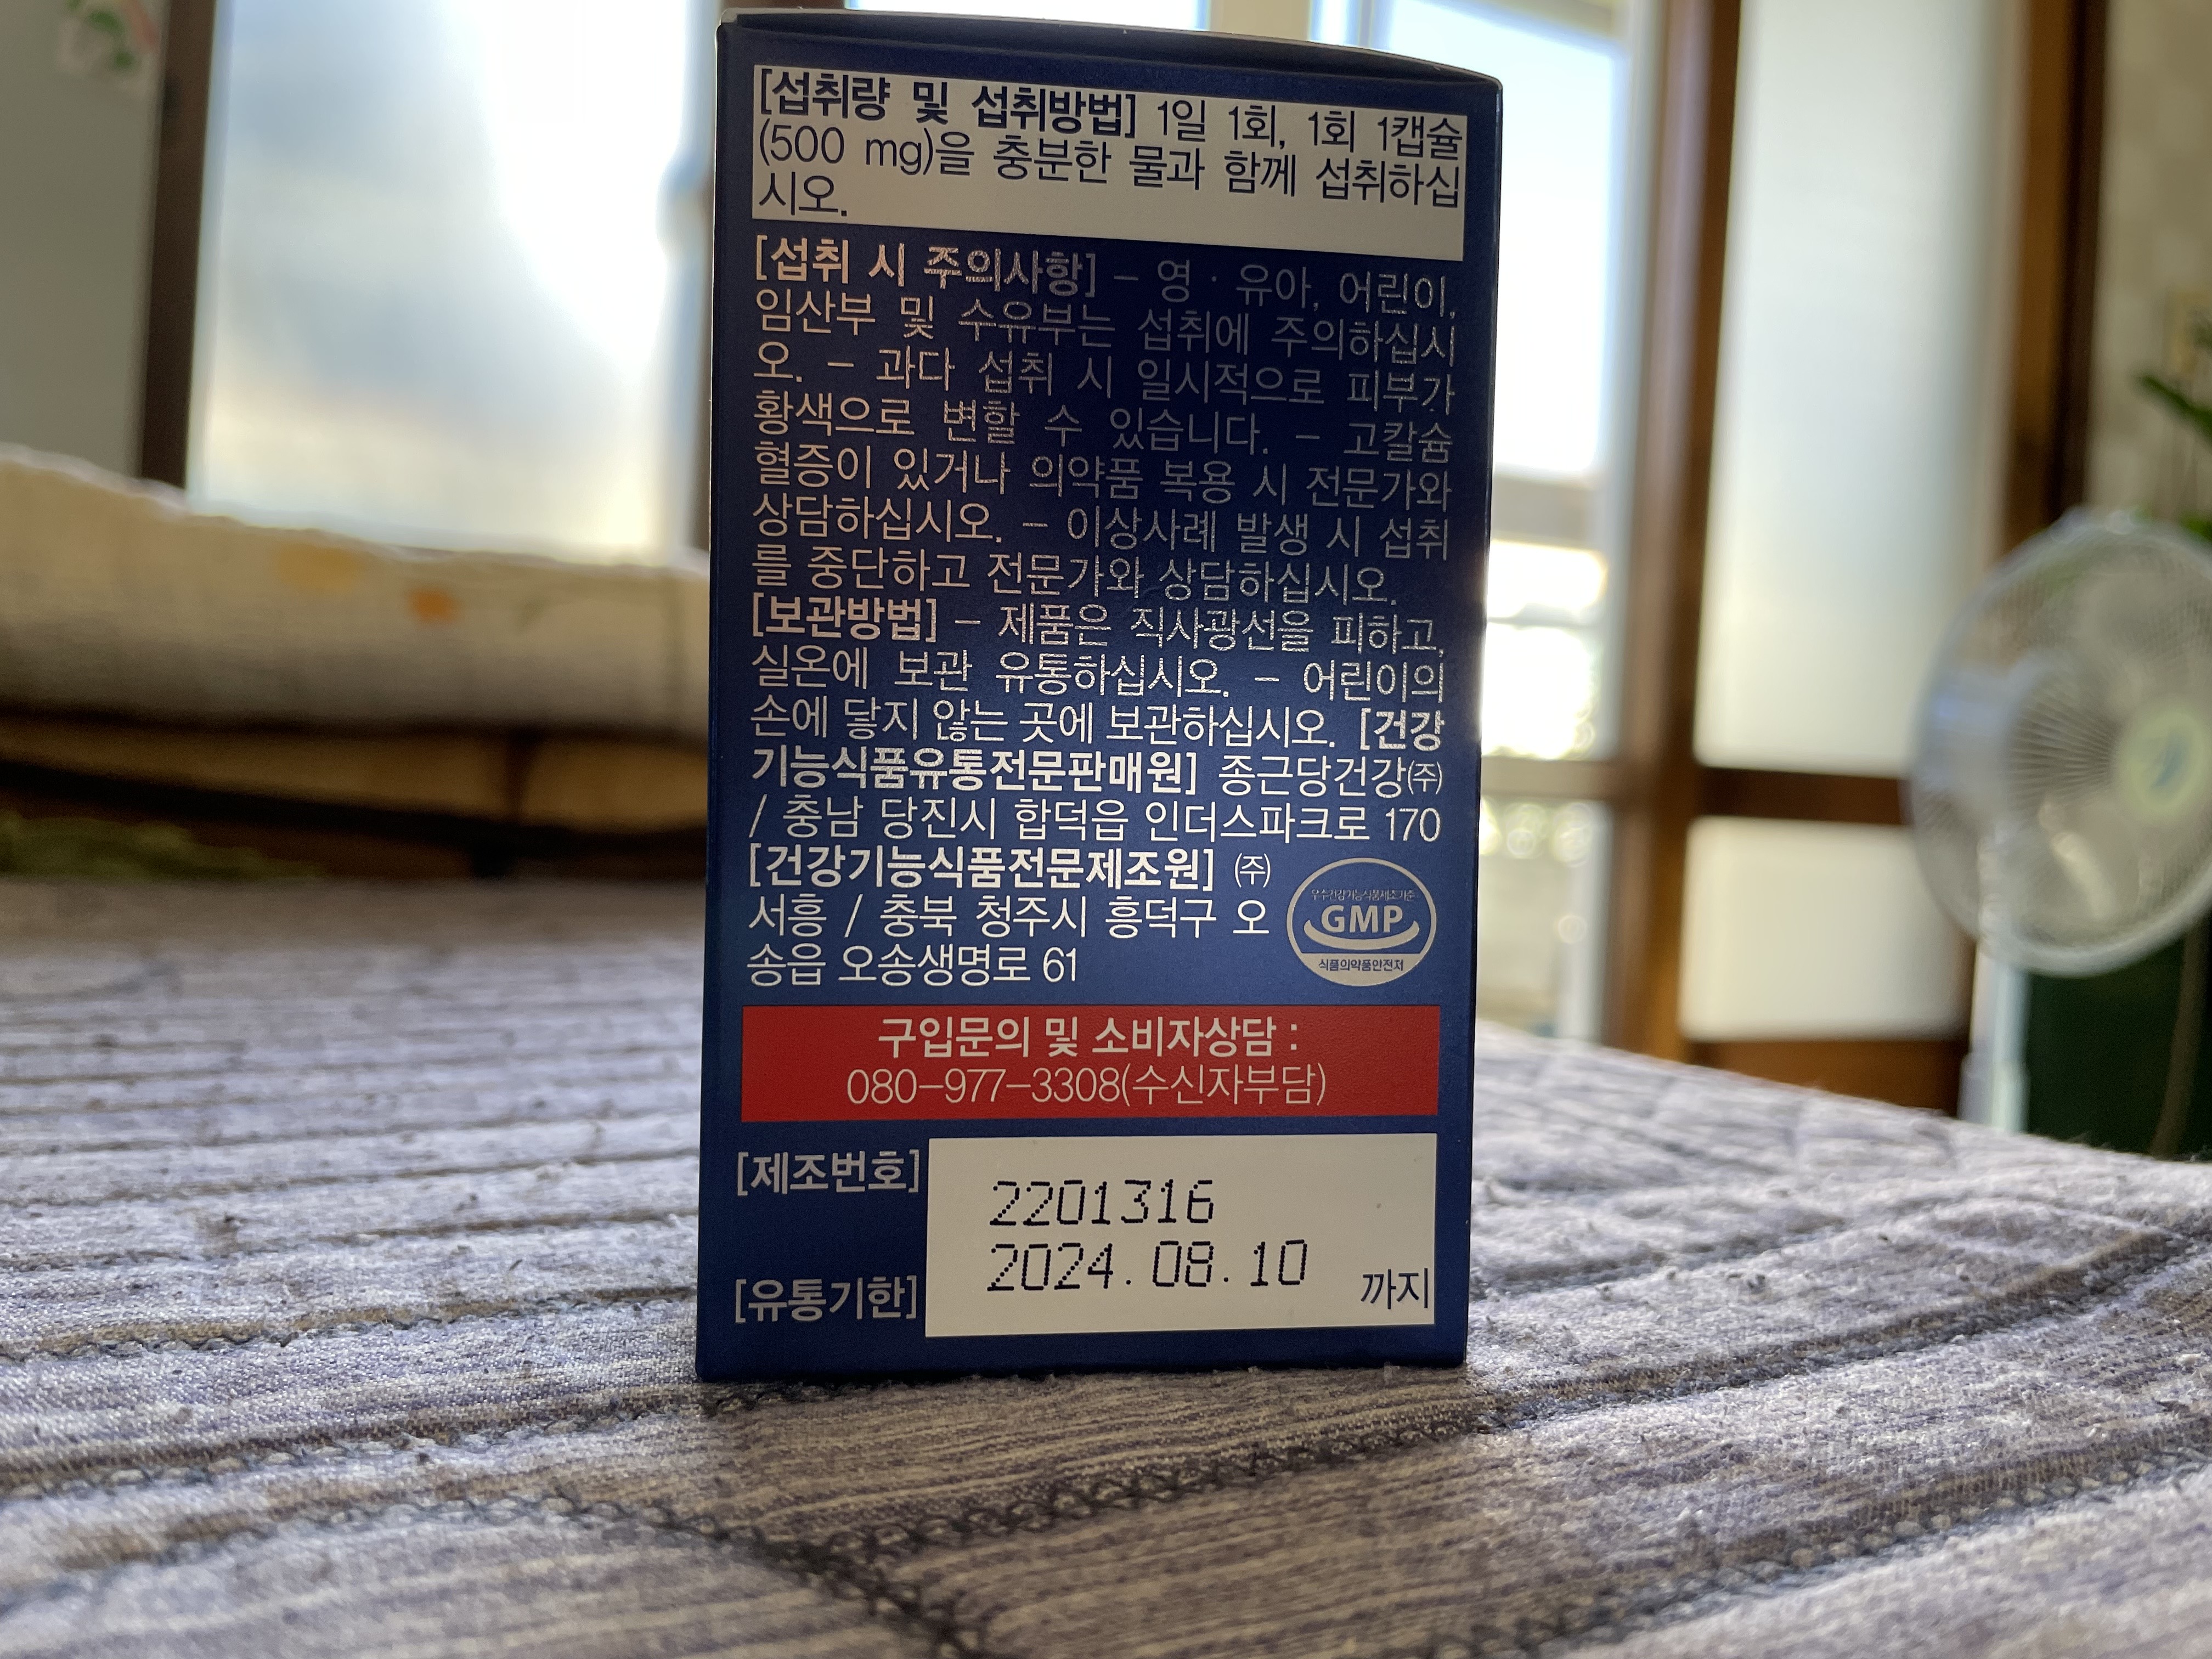 [섭취량 및 섭취방법] 1일 1회, 1회 1캡슐
(500 mg)을 충분한 물과 함께 섭취하십
시오.
[섭취 시 주의사항] – 영 · 유아, 어린이,
임산부 및 수유부는 섭취에 주의하십시
오. – 과다 섭취 시 일시적으로 피부가
황색으로 변할 수 있습니다. – 고칼슘
혈증이 있거나 의약품 복용 시 전문가와
상담하십시오. – 이상사례 발생 시 섭취
를 중단하고 전문가와 상담하십시오.
[보관방법] – 제품은 직사광선을 피하고,
실온에 보관 유통하십시오. – 어린이의
손에 닿지 않는 곳에 보관하십시오. [건강
기능식품유통전문판매원] 종근당건강㈜
/ 충남 당진시 합덕읍 인더스파크로 170
[건강기능식품전문제조원] ㈜
서흥 / 충북 청주시 흥덕구 오
송읍 오송생명로 61
우수건강기능식품제조기준
GMP
식품의약품안전처
구입문의 및 소비자상담 :
080–977–3308(수신자부담)
[제조번호] 2201316
[유통기한] 2024.08.10 까지